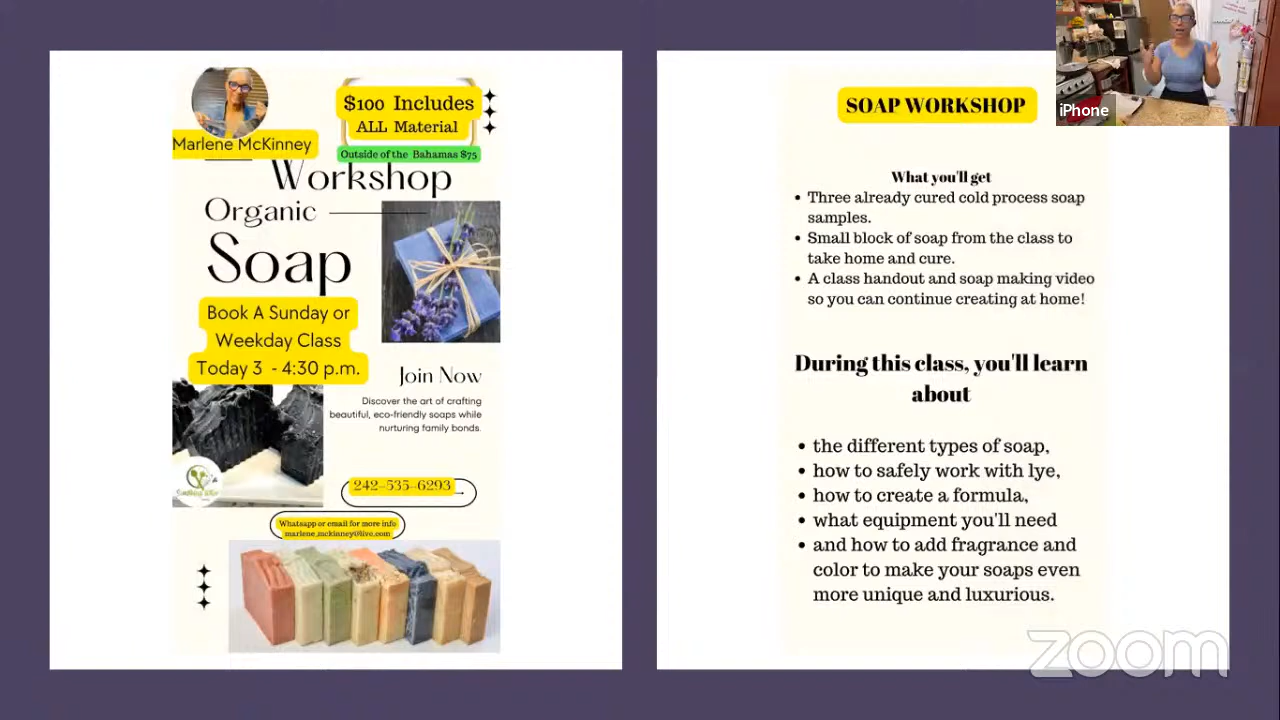 Marlene McKinney
$100 Includes
ALL Material
Outside of the Bahamas $75
Workshop
Organic
Soap
Book A Sunday or
Weekday Class
Today 3 - 4:30 p.m.
Join Now
Discover the art of crafting
beautiful, eco-friendly soaps while
nurturing family bonds.
242-535-6293
Whatsapp or email for more info
marlene_mckinney@live.com
SOAP WORKSHOP
What you'll get
Three already cured cold process soap
samples.
Small block of soap from the class to
take home and cure.
A class handout and soap making video
so you can continue creating at home!
During this class, you'll learn
about
the different types of soap,
how to safely work with lye,
how to create a formula,
what equipment you'll need
and how to add fragrance and
color to make your soaps even
more unique and luxurious.
iPhone
zoom